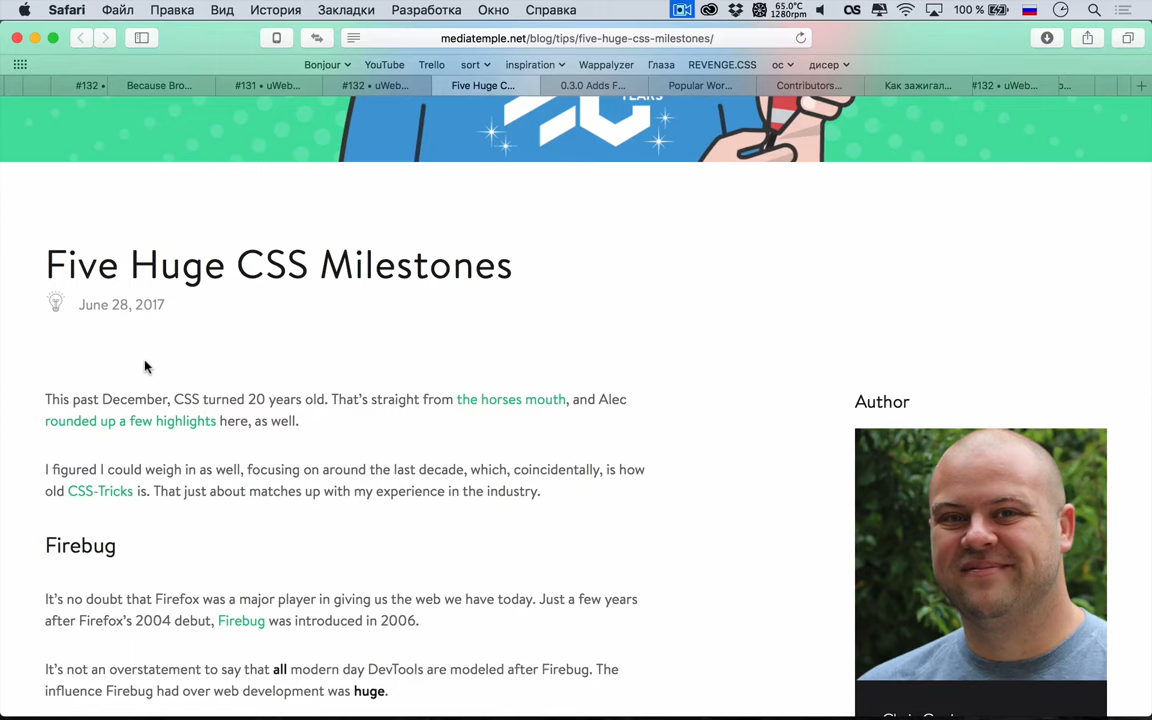 Safari Файл Правка Вид История Закладки Разработка Окно Справка 65.0°C 1280rpm 100 %
mediatemple.net/blog/tips/five-huge-css-milestones/
Bonjour YouTube Trello sort inspiration Wappalyzer Глаза REVENGE.CSS ос дисер
#132 • Because Bro... #131 • uWeb... #132 • uWeb... Five Huge C... 0.3.0 Adds F... Popular Wor... Contributors... Как зажигал... #132 • uWeb...
YEARS
Five Huge CSS Milestones
June 28, 2017
This past December, CSS turned 20 years old. That’s straight from the horses mouth, and Alec
rounded up a few highlights here, as well.
Author
I figured I could weigh in as well, focusing on around the last decade, which, coincidentally, is how
old CSS-Tricks is. That just about matches up with my experience in the industry.
Firebug
It’s no doubt that Firefox was a major player in giving us the web we have today. Just a few years
after Firefox’s 2004 debut, Firebug was introduced in 2006.
It’s not an overstatement to say that all modern day DevTools are modeled after Firebug. The
influence Firebug had over web development was huge.